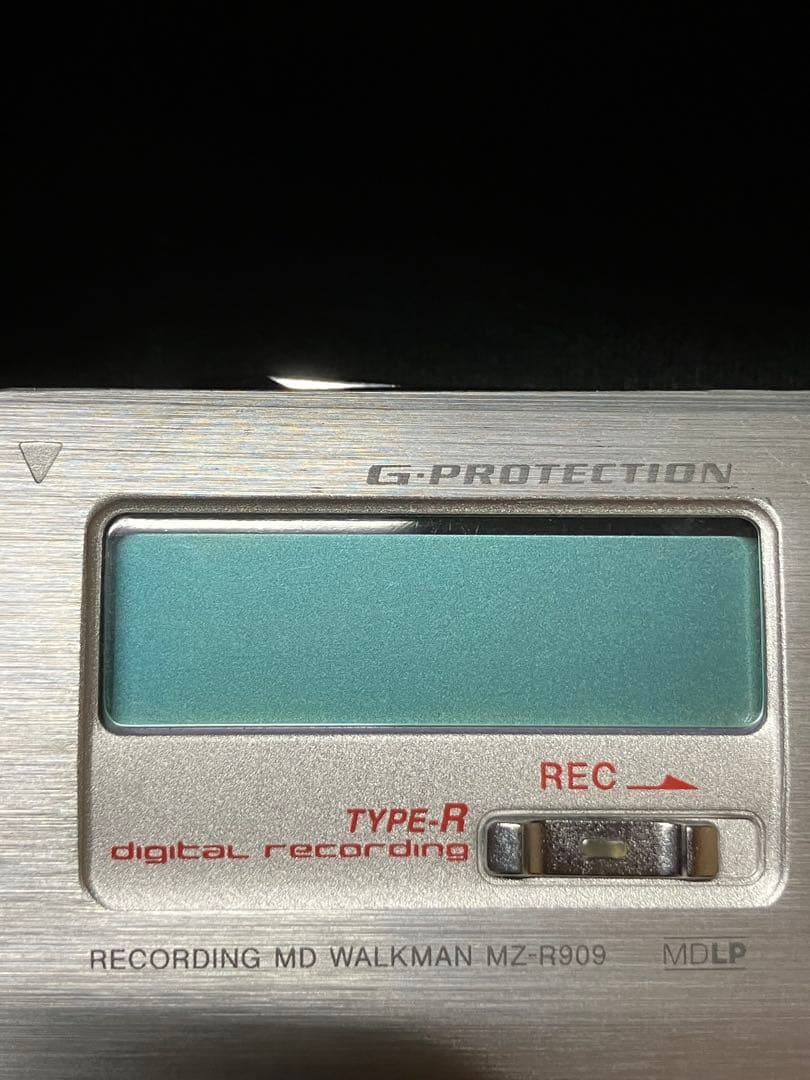 G-PROTECTION
REC
TYPE-R
digital recording
RECORDING MD WALKMAN MZ-R909 MDLP